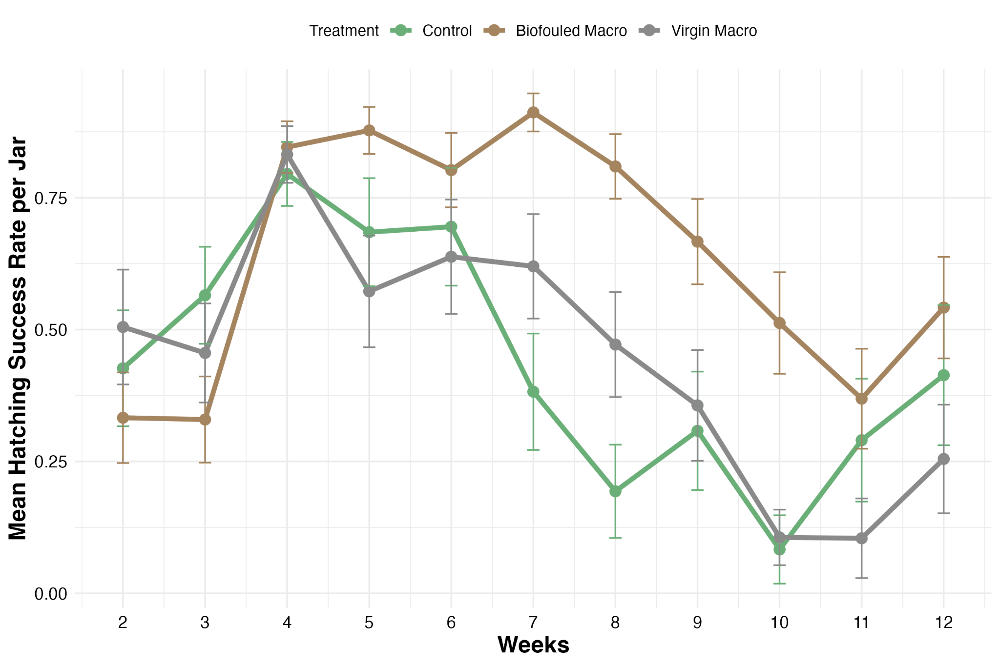 Treatment Control Biofouled Macro Virgin Macro
Mean Hatching Success Rate per Jar
0.75
0.50
0.25
0.00
2 3 4 5 6 7 8 9 10 11 12
Weeks